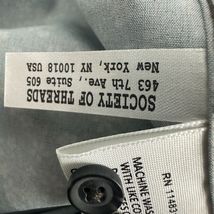 SOCIETY OF THREADS
463 7th Ave., Suite 605
New York, NY 10018 USA
RN 11483
MACHINE WAS
WITH LIKE CO